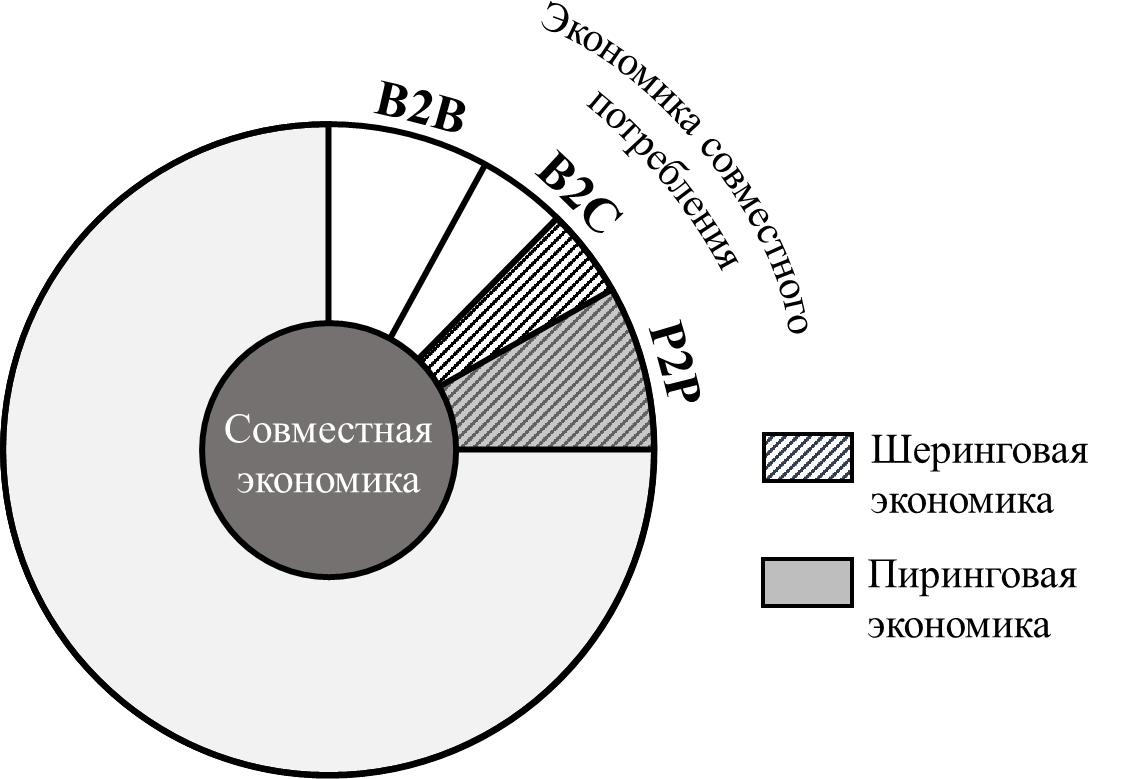 Экономика совместного
потребления
B2B
B2C
P2P
Совместная
экономика
Шеринговая
экономика
Пиринговая
экономика